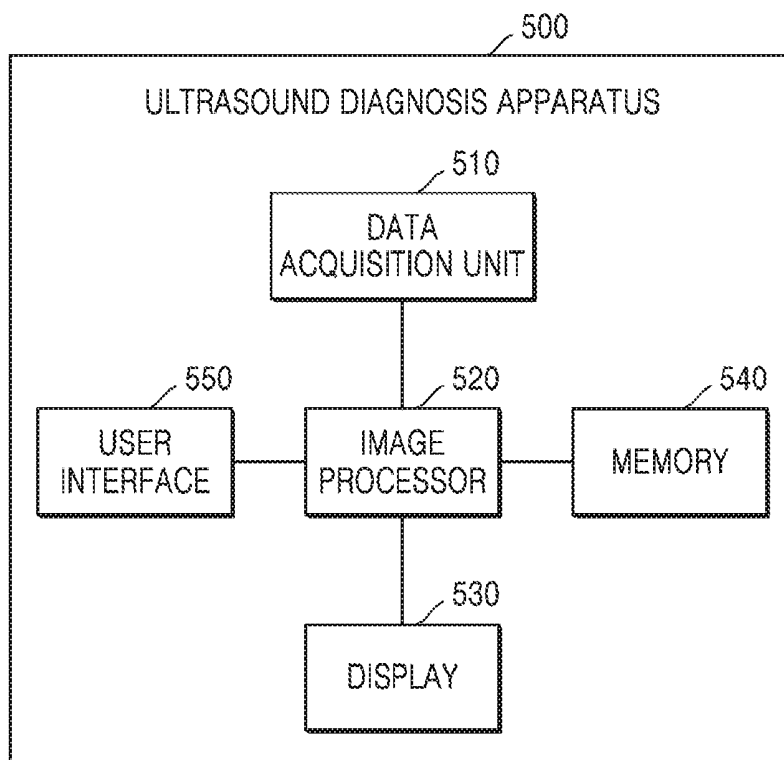 500
ULTRASOUND DIAGNOSIS APPARATUS
510
DATA
ACQUISITION UNIT
550
USER
INTERFACE
520
IMAGE
PROCESSOR
540
MEMORY
530
DISPLAY